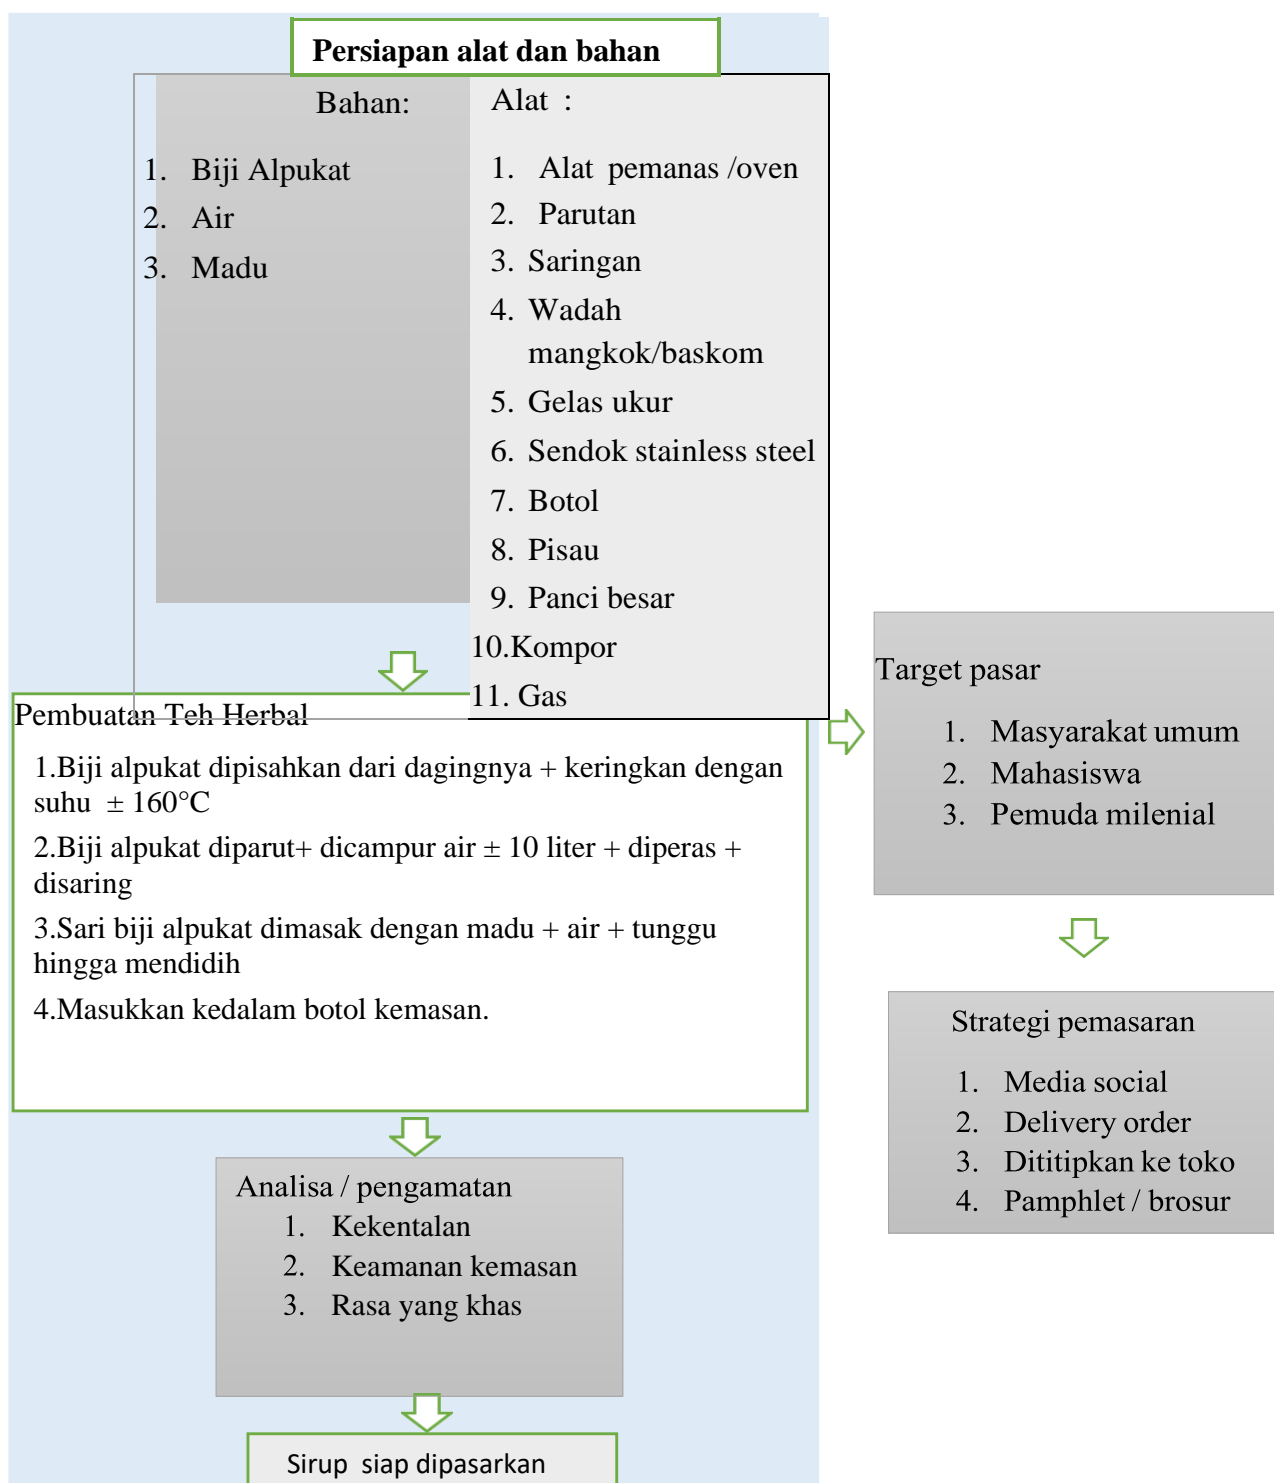 Persiapan alat dan bahan
Bahan:
1. Biji Alpukat
2. Air
3. Madu
Alat :
1. Alat pemanas /oven
2. Parutan
3. Saringan
4. Wadah
mangkok/baskom
5. Gelas ukur
6. Sendok stainless steel
7. Botol
8. Pisau
9. Panci besar
10.Kompor
11. Gas
Pembuatan Teh Herbal
1.Biji alpukat dipisahkan dari dagingnya + keringkan dengan
suhu ± 160°C
2.Biji alpukat diparut+ dicampur air ± 10 liter + diperas +
disaring
3.Sari biji alpukat dimasak dengan madu + air + tunggu
hingga mendidih
4.Masukkan kedalam botol kemasan.
Analisa / pengamatan
1. Kekentalan
2. Keamanan kemasan
3. Rasa yang khas
Sirup siap dipasarkan
Target pasar
1. Masyarakat umum
2. Mahasiswa
3. Pemuda milenial
Strategi pemasaran
1. Media social
2. Delivery order
3. Dititipkan ke toko
4. Pamphlet / brosur